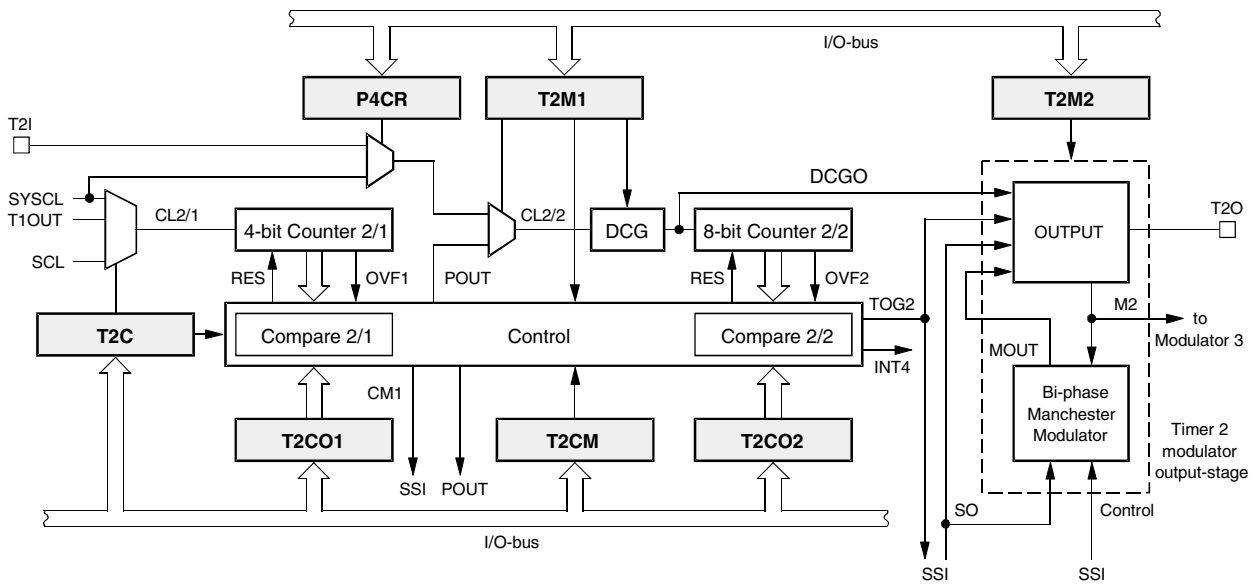 I/O-bus
P4CR
T2M1
T2M2
T2I
SYSCL
T1OUT
SCL
CL2/1
4-bit Counter 2/1
CL2/2
DCG
DCGO
8-bit Counter 2/2
OUTPUT
T2O
RES
OVF1
POUT
RES
OVF2
TOG2
M2
to
Modulator 3
T2C
Compare 2/1
Control
Compare 2/2
INT4
MOUT
CM1
Bi-phase
Manchester
Modulator
T2CO1
T2CM
T2CO2
Timer 2
modulator
output-stage
SSI
POUT
SO
Control
I/O-bus
SSI
SSI